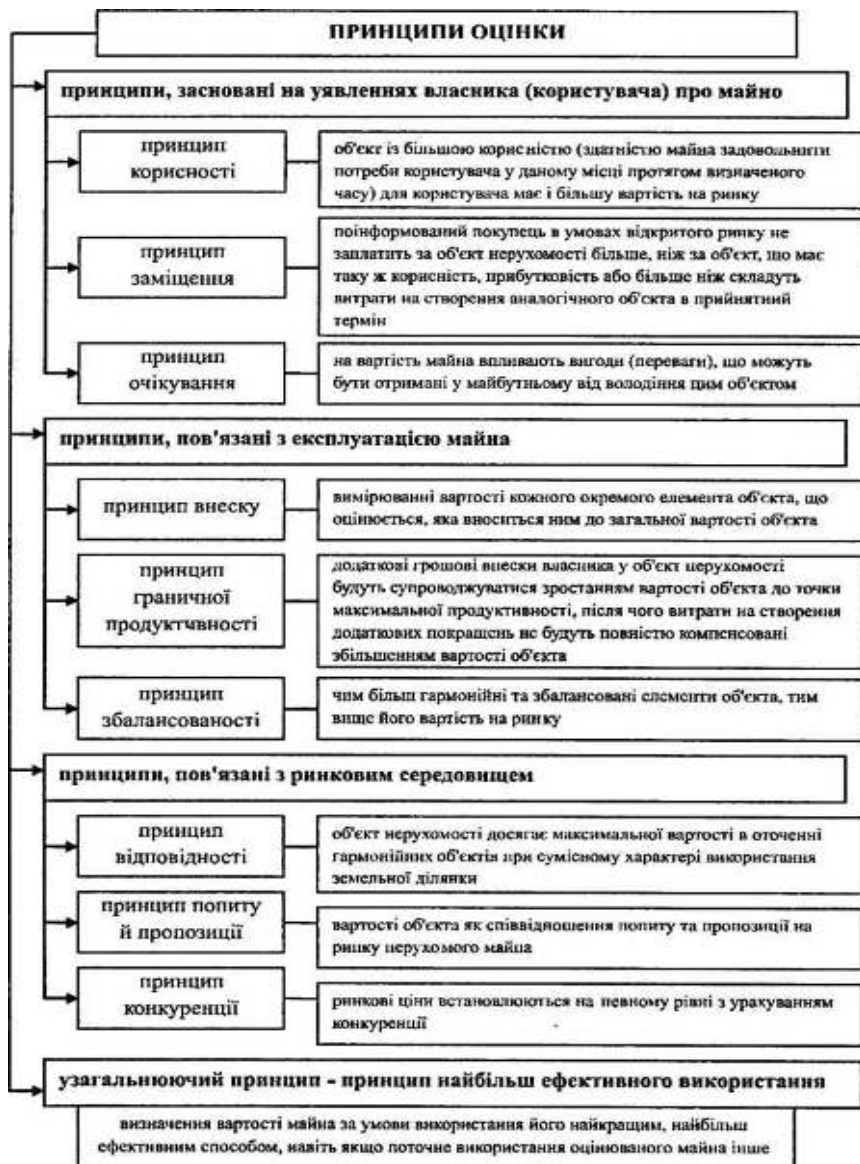 ПРИНЦИПИ ОЦІНКИ
принципи, засновані на уявленнях власника (користувача) про майно
принцип
корисності
об'єкт із більшою корисністю (здатністю майна задовольнити
потреби користувача у даному місці протягом визначеного
часу) для користувача має і більшу вартість на ринку
принцип
заміщення
поінформований покупець в умовах відкритого ринку не
заплатить за об'єкт нерухомості більше, ніж за об'єкт, що має
таку ж корисність, прибутковість або більше ніж складуть
витрати на створення аналогічного об'єкта в прийнятний
термін
принцип
очікування
на вартість майна впливають вигоди (переваги), що можуть
бути отримані у майбутньому від володіння цим об'єктом
принципи, пов'язані з експлуатацією майна
принцип внеску
вимірюванні вартості кожного окремого елемента об'єкта, що
оцінюється, яка вноситься ним до загальної вартості об'єкта
принцип
граничної
продуктивності
додаткові грошові внески власника у об'єкт нерухомості
будуть супроводжуватися зростанням вартості об'єкта до точки
максимальної продуктивності, після чого витрати на створення
додаткових покращень не будуть повністю компенсовані
збільшенням вартості об'єкта
принцип
збалансованості
чим більш гармонійні та збалансовані елементи об'єкта, тим
вище його вартість на ринку
принципи, пов'язані з ринковим середовищем
принцип
відповідності
об'єкт нерухомості досягає максимальної вартості в оточенні
гармонійних об'єктів при сумісному характері використання
земельної ділянки
принцип попиту
й пропозиції
вартості об'єкта як співвідношення попиту та пропозиції на
ринку нерухомого майна
принцип
конкуренції
ринкові ціни встановлюються на певному рівні з урахуванням
конкуренції
узагальнюючий принцип - принцип найбільш ефективного використання
визначення вартості майна за умови використання його найкращим, найбільш
ефективним способом, навіть якщо поточне використання оцінюваного майна інше